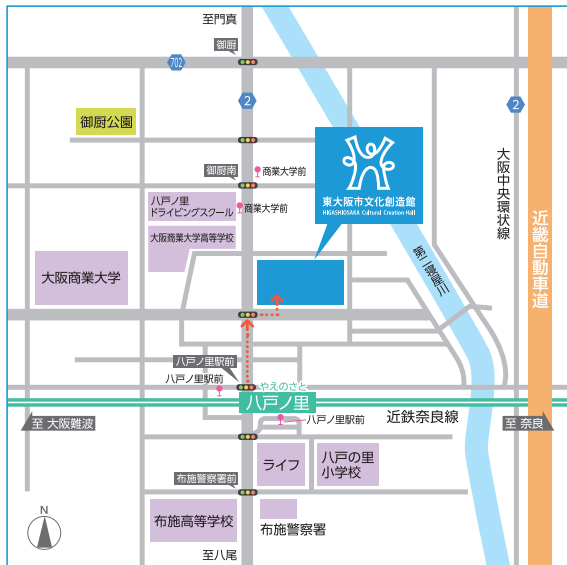 至門真
御厨
702
2
2
御厨公園
御厨南
商業大学前
八戸ノ里
ドライビングスクール
商業大学前
大阪商業大学高等学校
大阪商業大学
東大阪市文化創造館
HIGASHIOSAKA Cultural Creation Hall
大阪中央環状線
近畿自動車道
第二寝屋川
八戸ノ里駅前
八戸ノ里駅前
やえのさと
八戸ノ里
近鉄奈良線
至 大阪難波
至 奈良
八戸ノ里駅前
ライフ
八戸の里
小学校
布施警察署前
布施高等学校
布施警察署
至八尾
N